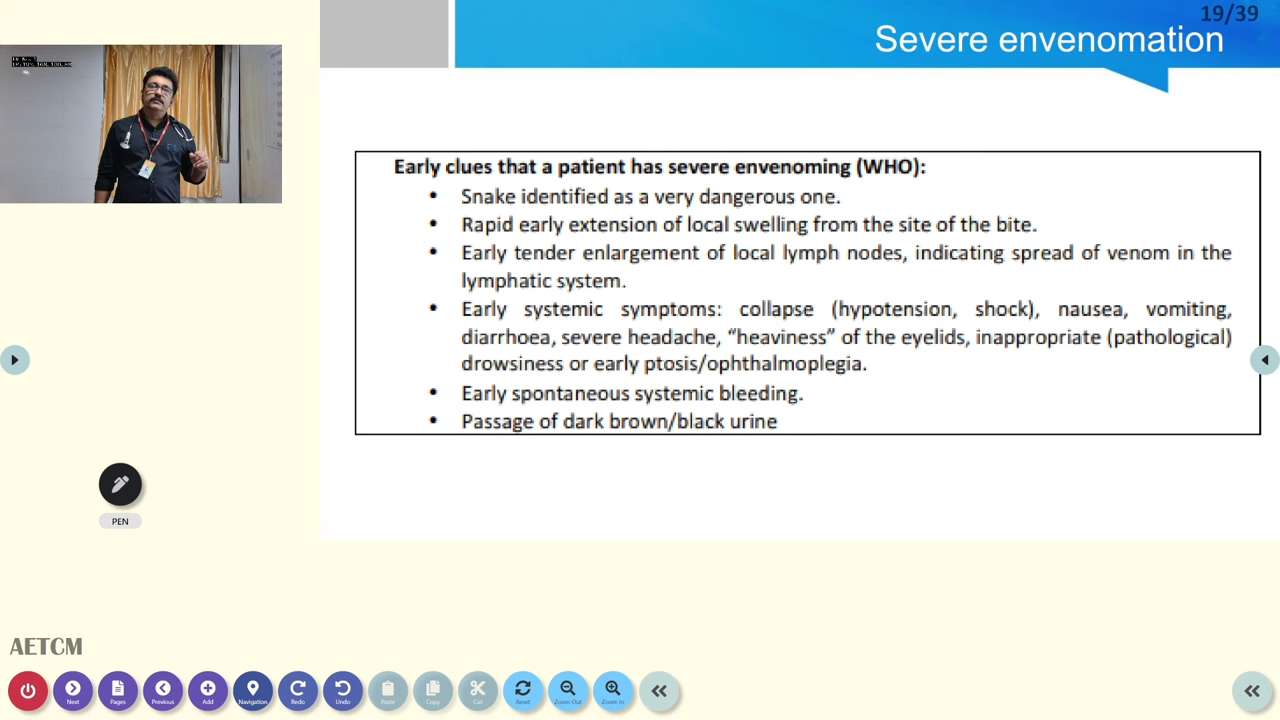 19/39
Severe envenomation
Early clues that a patient has severe envenoming (WHO):
• Snake identified as a very dangerous one.
• Rapid early extension of local swelling from the site of the bite.
• Early tender enlargement of local lymph nodes, indicating spread of venom in the
lymphatic system.
• Early systemic symptoms: collapse (hypotension, shock), nausea, vomiting,
diarrhoea, severe headache, “heaviness” of the eyelids, inappropriate (pathological)
drowsiness or early ptosis/ophthalmoplegia.
• Early spontaneous systemic bleeding.
• Passage of dark brown/black urine
PEN
AETCM
Next Pages Previous Add Navigation Redo Undo Paste Copy Cut Reset Zoom Out Zoom In